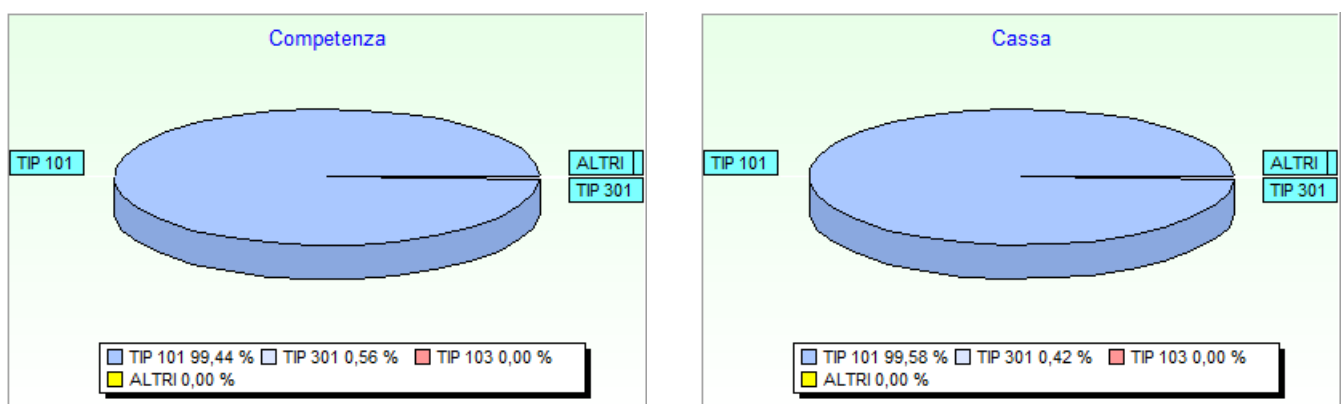 Competenza
TIP 101
ALTRI
TIP 301
TIP 101 99,44 % TIP 301 0,56 % TIP 103 0,00 %
ALTRI 0,00 %
Cassa
TIP 101
ALTRI
TIP 301
TIP 101 99,58 % TIP 301 0,42 % TIP 103 0,00 %
ALTRI 0,00 %